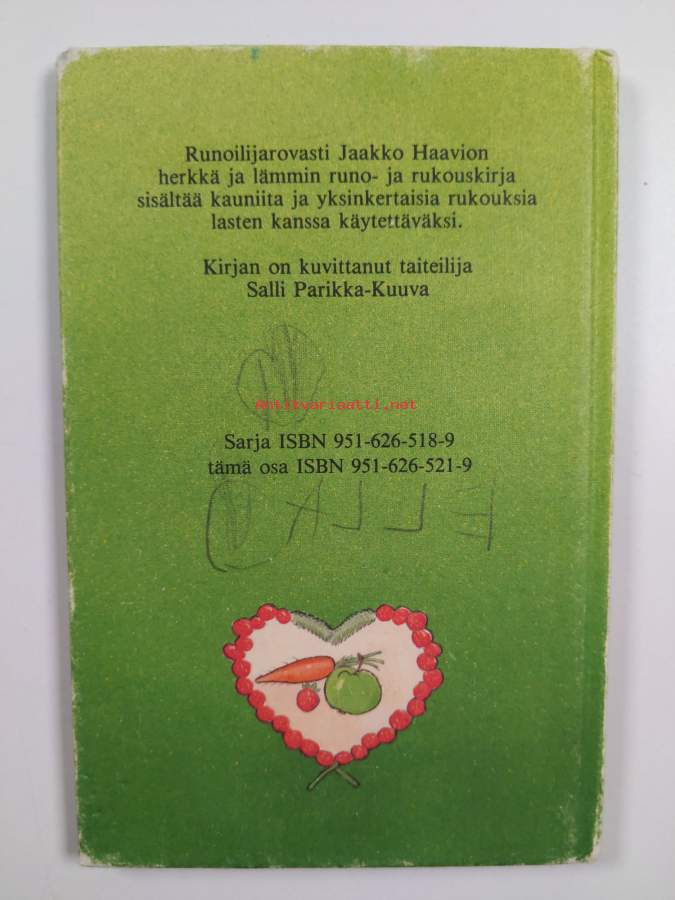 Runoilijarovasti Jaakko Haavion
herkkä ja lämmin runo- ja rukouskirja
sisältää kauniita ja yksinkertaisia rukouksia
lasten kanssa käytettäväksi.
Kirjan on kuvittanut taiteilija
Salli Parikka-Kuuva
Antikvariaatti.net
Sarja ISBN 951-626-518-9
tämä osa ISBN 951-626-521-9